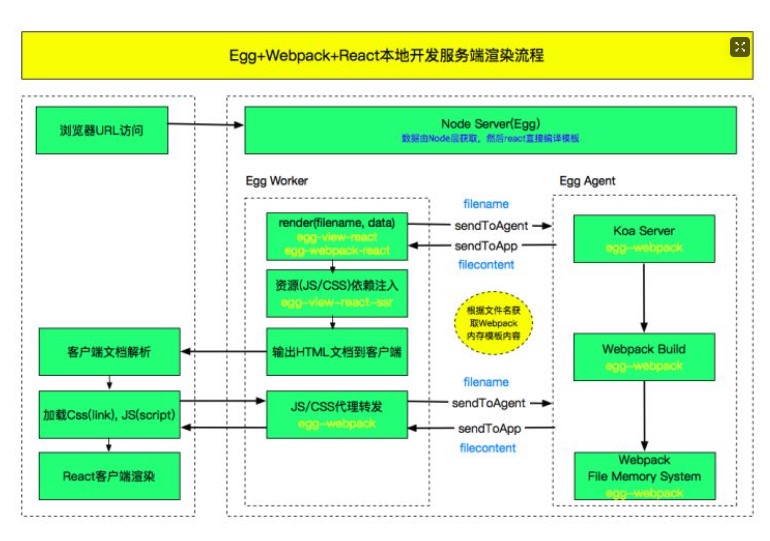 Egg+Webpack+React本地开发服务端渲染流程
浏览器URL访问
Node Server(Egg)
数据由Node层获取，然后react直接编译模板
Egg Worker
Egg Agent
render(filename, data)
egg-view-react
egg-webpack-react
filename
sendToAgent
sendToApp
filecontent
Koa Server
egg-webpack
资源(JS/CSS)依赖注入
egg-view-react-ssr
根据文件名获
取Webpack
内存模板内容
客户端文档解析
输出HTML文档到客户端
Webpack Build
egg-webpack
加载Css(link), JS(script)
JS/CSS代理转发
egg-webpack
filename
sendToAgent
sendToApp
filecontent
React客户端渲染
Webpack
File Memory System
egg-webpack